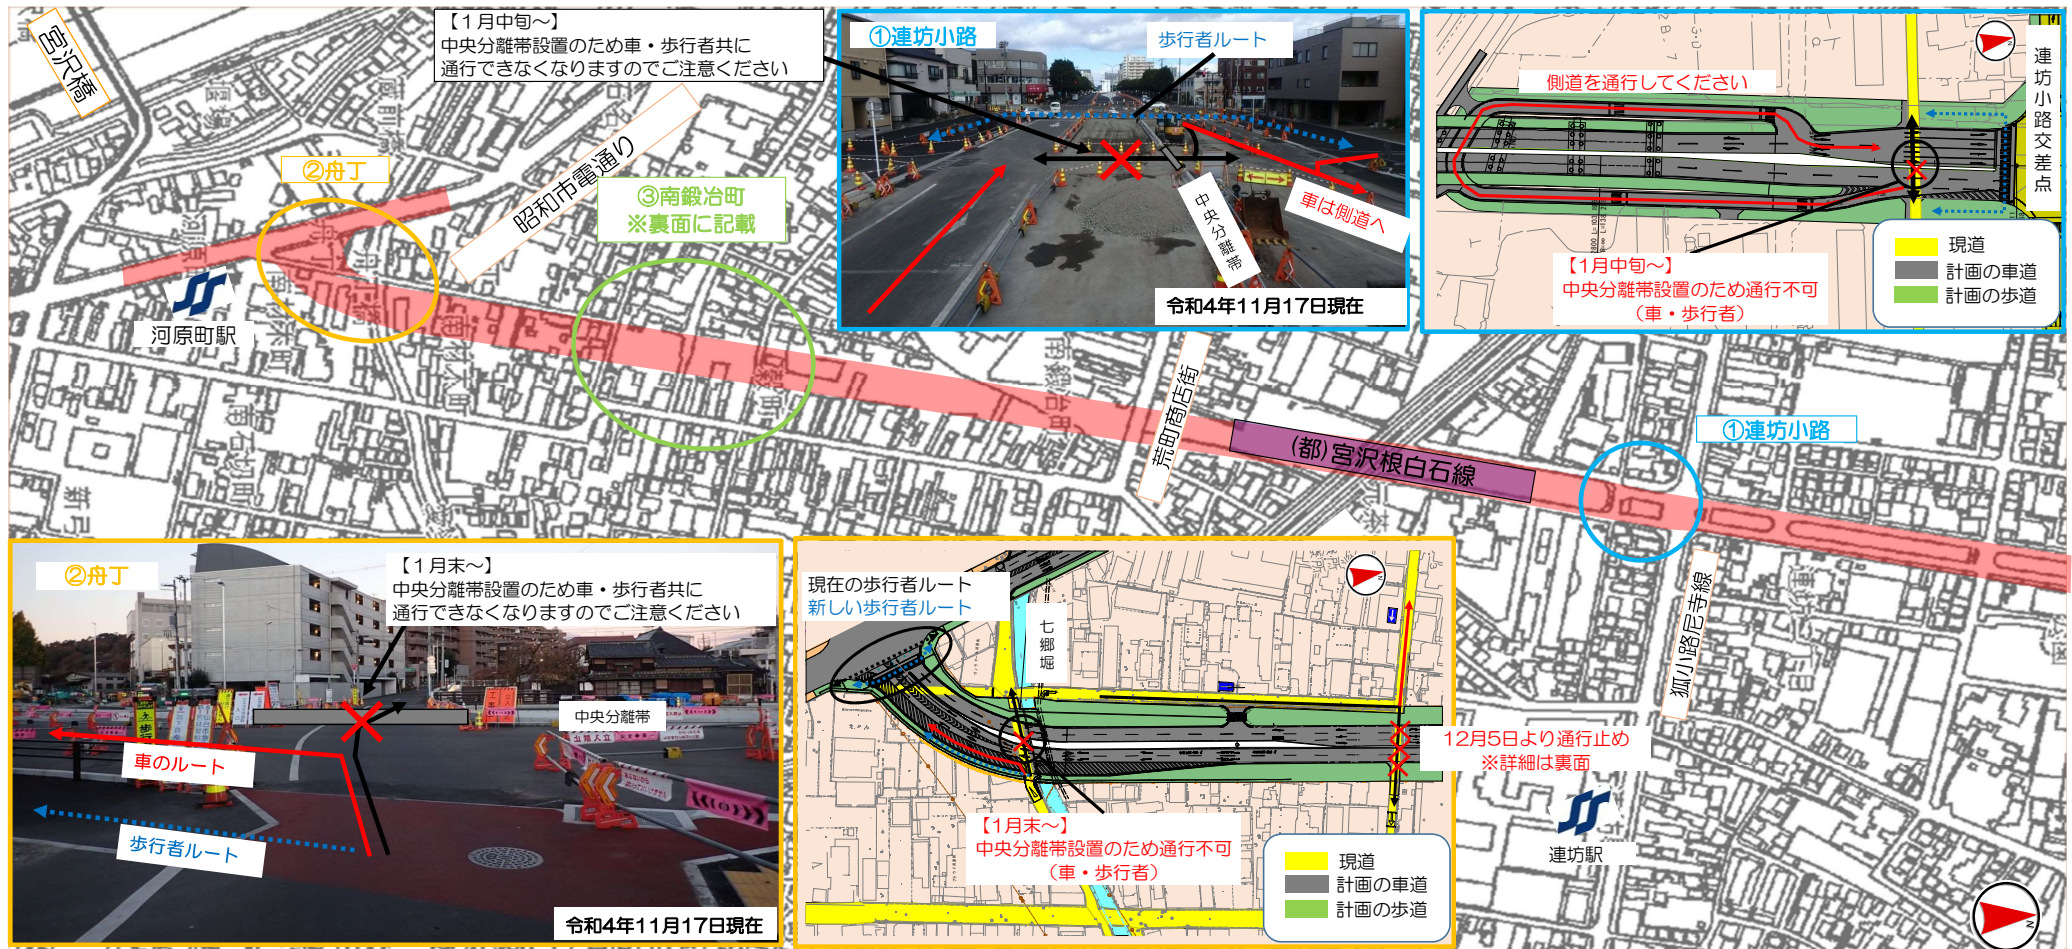 宮沢橋
【１月中旬～】
中央分離帯設置のため車・歩行者共に
通行できなくなりますのでご注意ください
①連坊小路
歩行者ルート
中央分離帯
車は側道へ
令和4年11月17日現在
側道を通行してください
連坊小路交差点
【1月中旬～】
中央分離帯設置のため通行不可
（車・歩行者）
現道
計画の車道
計画の歩道
②舟丁
昭和市電通り
③南鍛冶町
※裏面に記載
河原町駅
荒町商店街
(都)宮沢根白石線
①連坊小路
狐小路尼寺線
連坊駅
②舟丁
【１月末～】
中央分離帯設置のため車・歩行者共に
通行できなくなりますのでご注意ください
中央分離帯
車のルート
歩行者ルート
令和4年11月17日現在
現在の歩行者ルート
新しい歩行者ルート
七郷堀
12月5日より通行止め
※詳細は裏面
【1月末～】
中央分離帯設置のため通行不可
（車・歩行者）
現道
計画の車道
計画の歩道